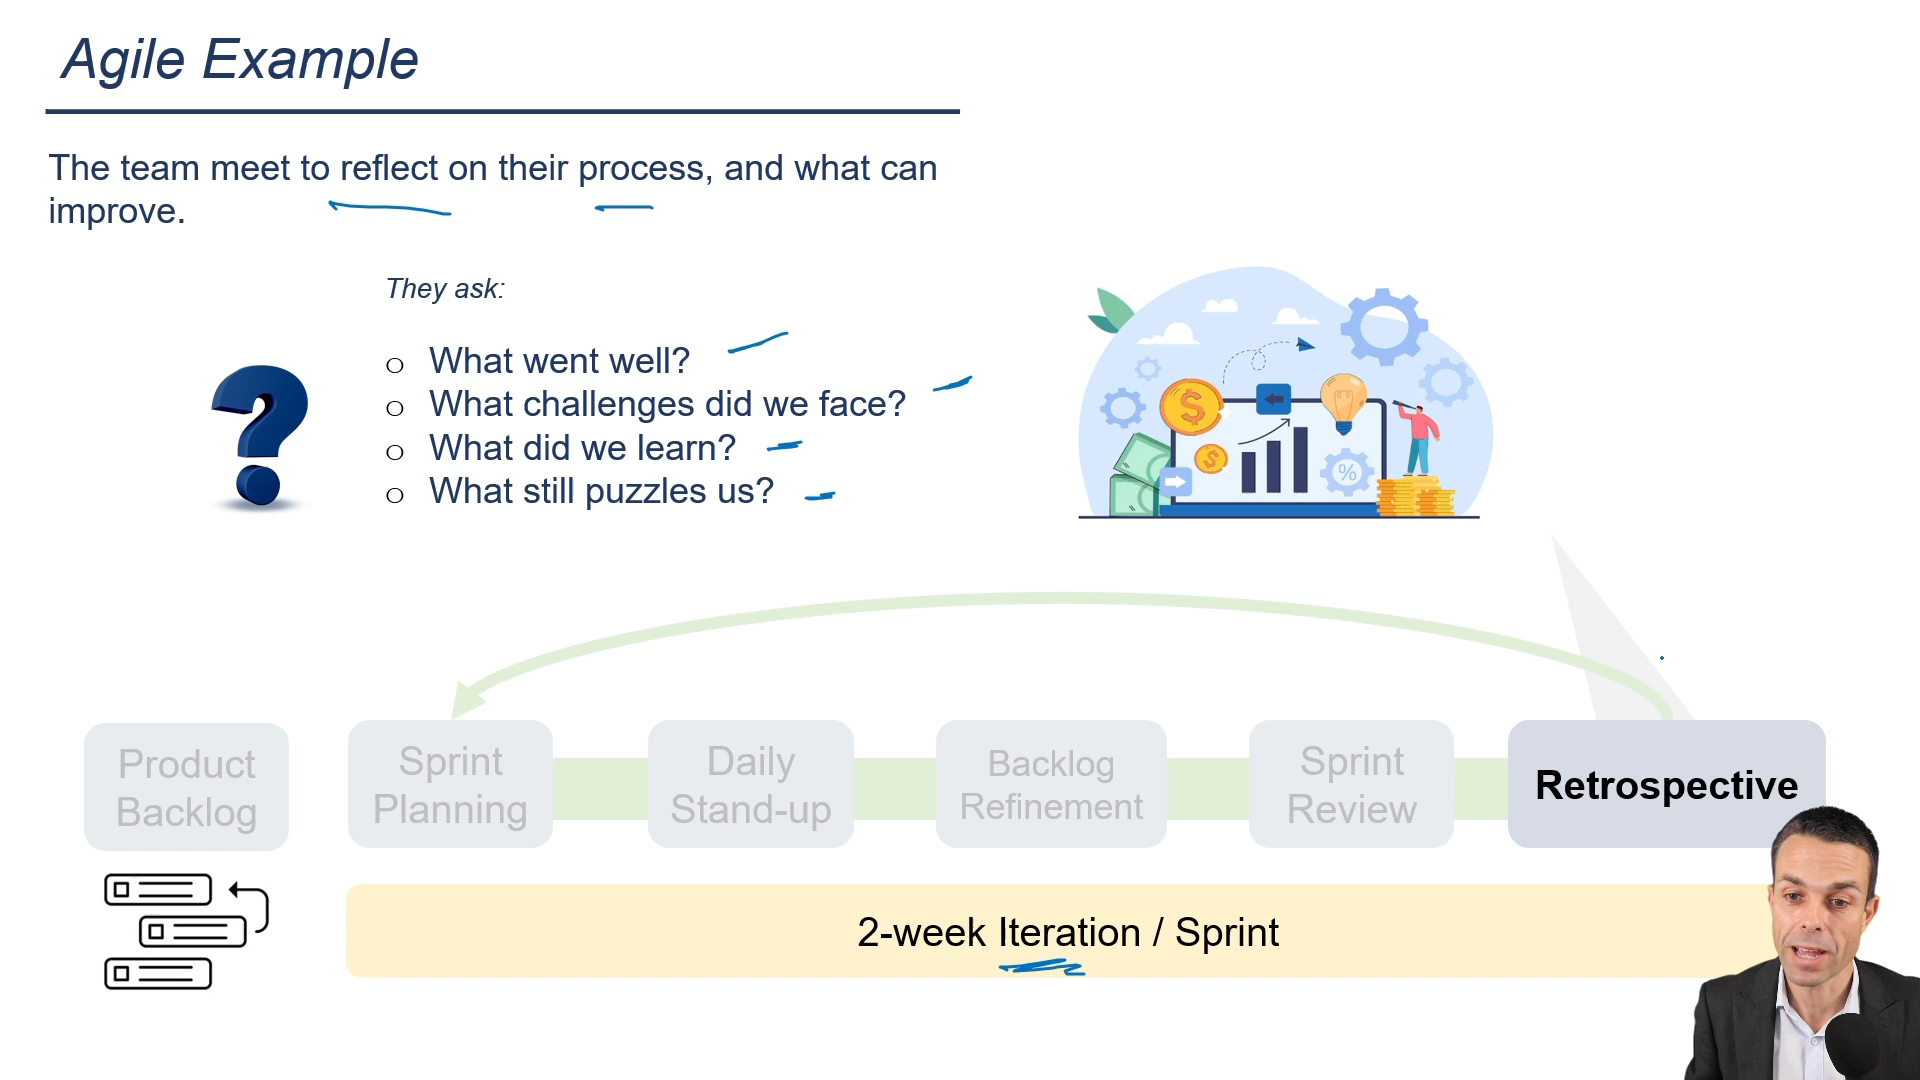 Agile Example
The team meet to reflect on their process, and what can
improve.
They ask:
o What went well?
o What challenges did we face?
o What did we learn?
o What still puzzles us?
$
$
%
Product
Backlog
Sprint
Planning
Daily
Stand-up
Backlog
Refinement
Sprint
Review
Retrospective
2-week Iteration / Sprint